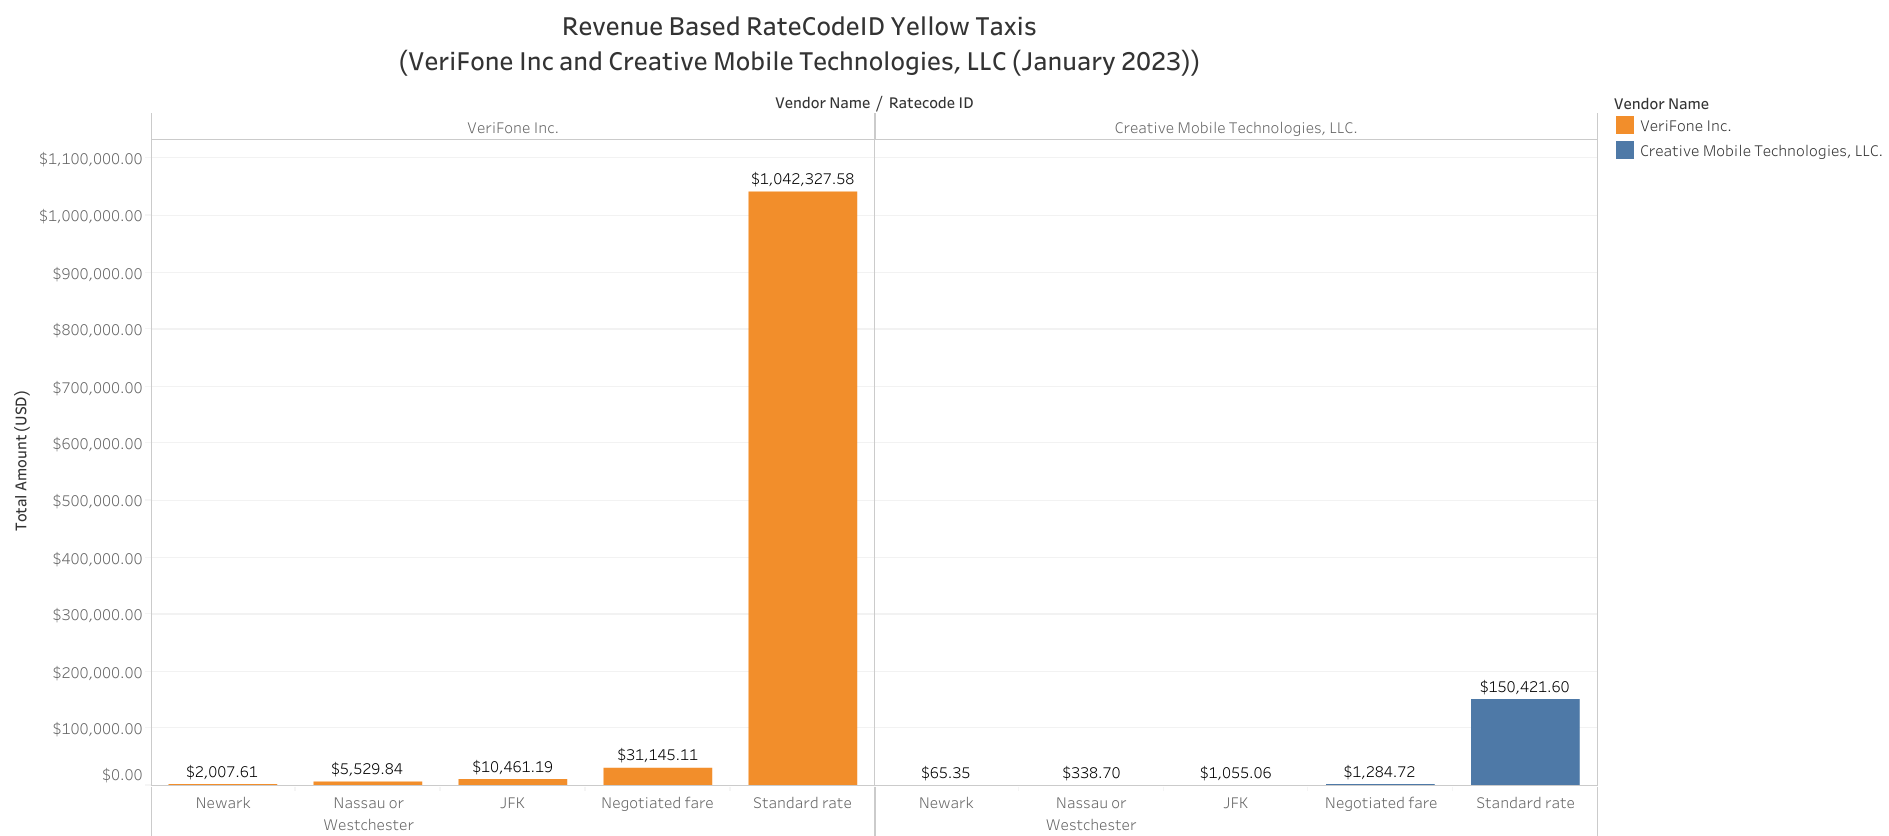 Revenue Based RateCodeID Yellow Taxis
(VeriFone Inc and Creative Mobile Technologies, LLC (January 2023))
Vendor Name / Ratecode ID
VeriFone Inc.
Creative Mobile Technologies, LLC.
Vendor Name
VeriFone Inc.
Creative Mobile Technologies, LLC.
Total Amount (USD)
$1,100,000.00
$1,000,000.00
$900,000.00
$800,000.00
$700,000.00
$600,000.00
$500,000.00
$400,000.00
$300,000.00
$200,000.00
$100,000.00
$0.00
$2,007.61
$5,529.84
$10,461.19
$31,145.11
$1,042,327.58
$65.35
$338.70
$1,055.06
$1,284.72
$150,421.60
Newark
Nassau or
Westchester
JFK
Negotiated fare
Standard rate
Newark
Nassau or
Westchester
JFK
Negotiated fare
Standard rate